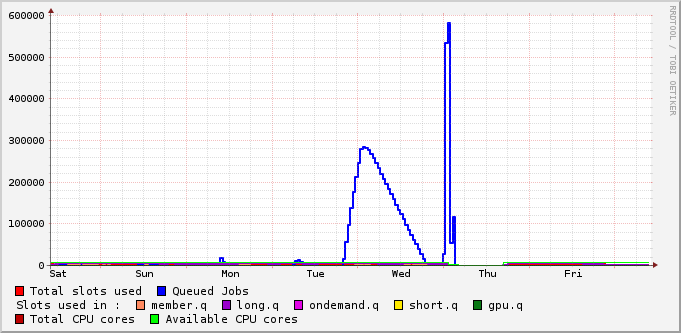 600000
500000
400000
300000
200000
100000
0
Sat Sun Mon Tue Wed Thu Fri
RRDTOOL / TOBI OETIKER
Total slots used Queued Jobs
Slots used in : member.q long.q ondemand.q short.q gpu.q
Total CPU cores Available CPU cores